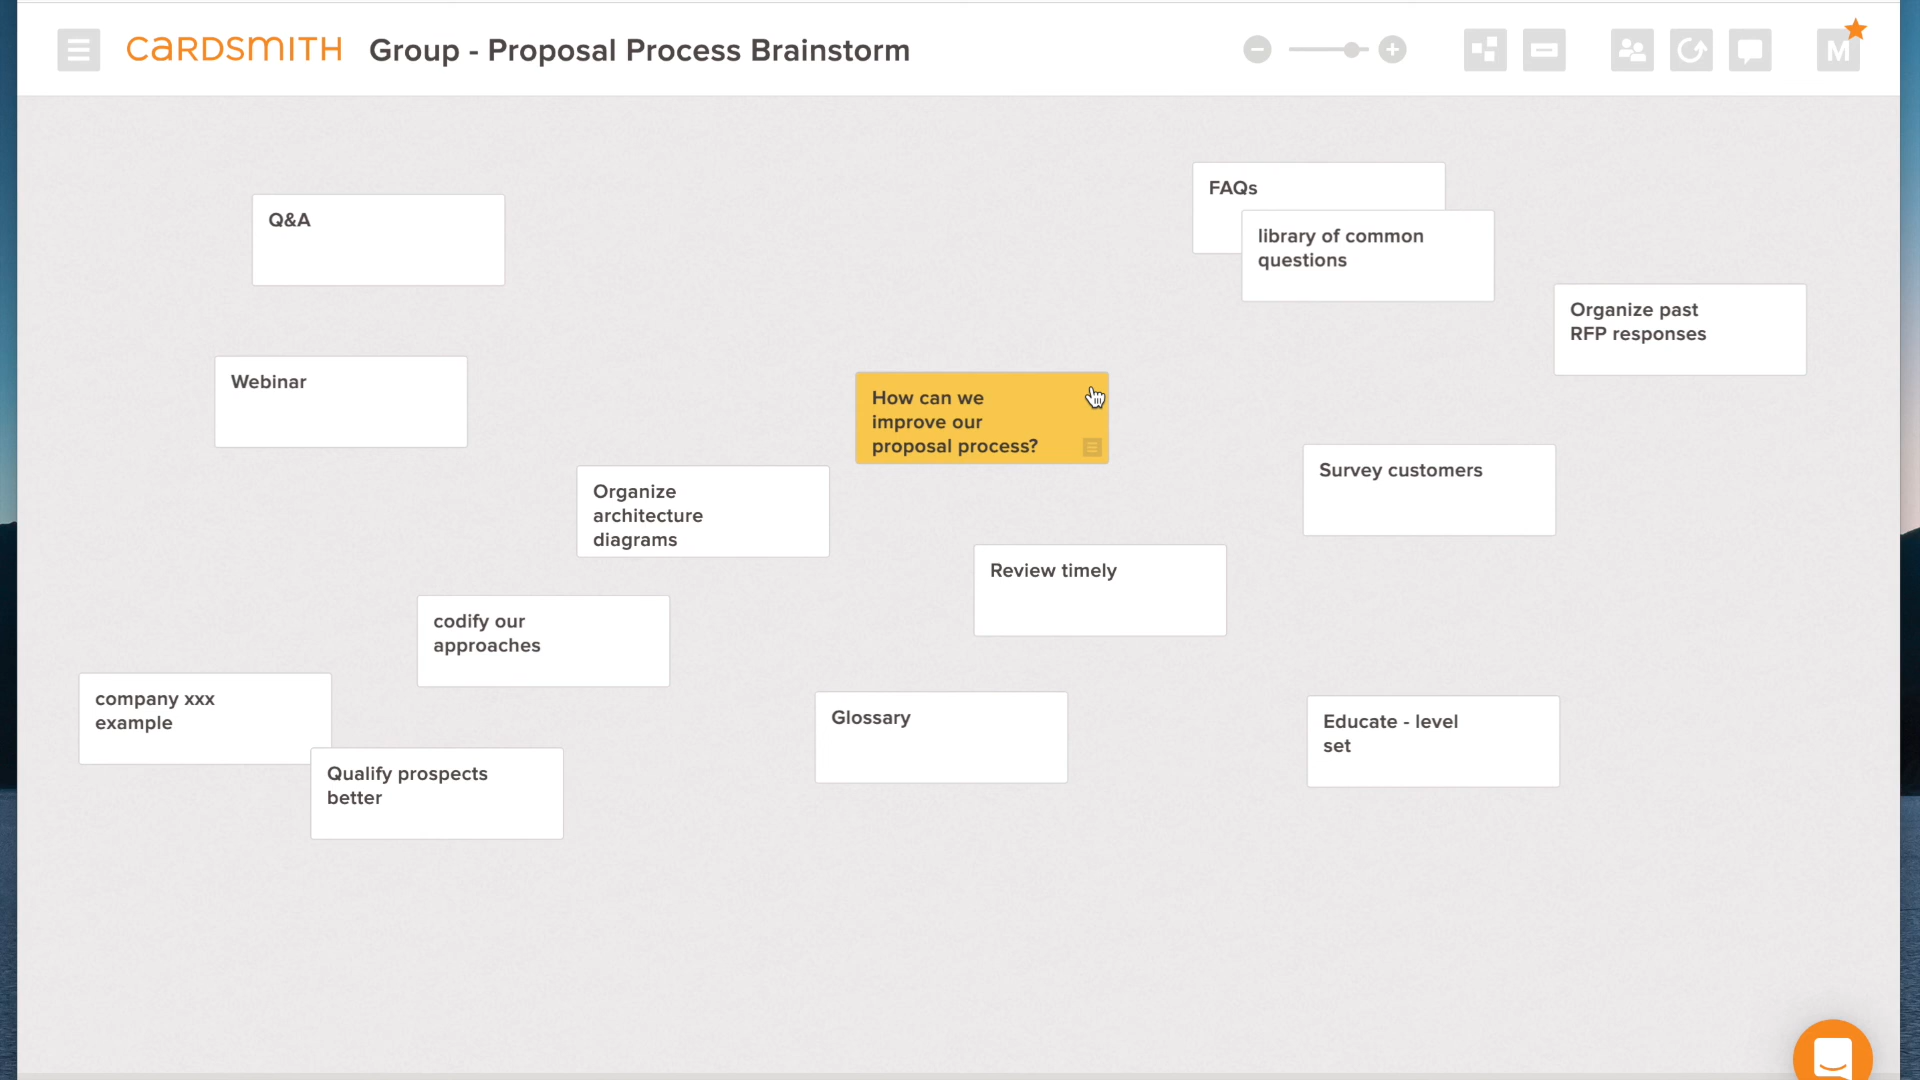 CARDSMITH Group - Proposal Process Brainstorm
M
Q&A
FAQs
library of common
questions
Organize past
RFP responses
Webinar
How can we
improve our
proposal process?
Survey customers
Organize
architecture
diagrams
Review timely
codify our
approaches
company xxx
example
Glossary
Educate - level
set
Qualify prospects
better